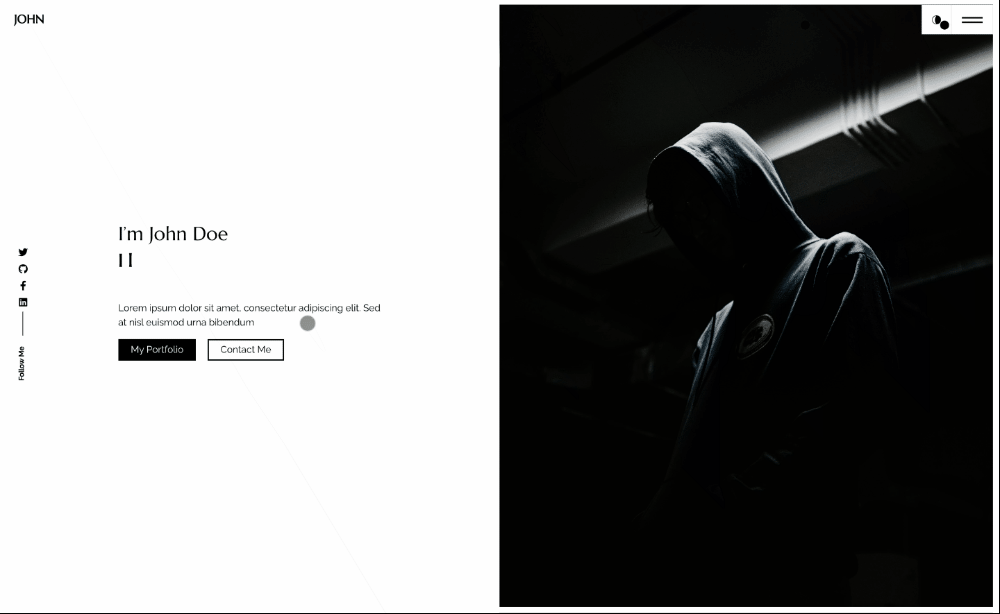 JOHN
I'm John Doe
I I
Lorem ipsum dolor sit amet, consectetur adipiscing elit. Sed
at nisl euismod urna bibendum
My Portfolio
Contact Me
Follow Me